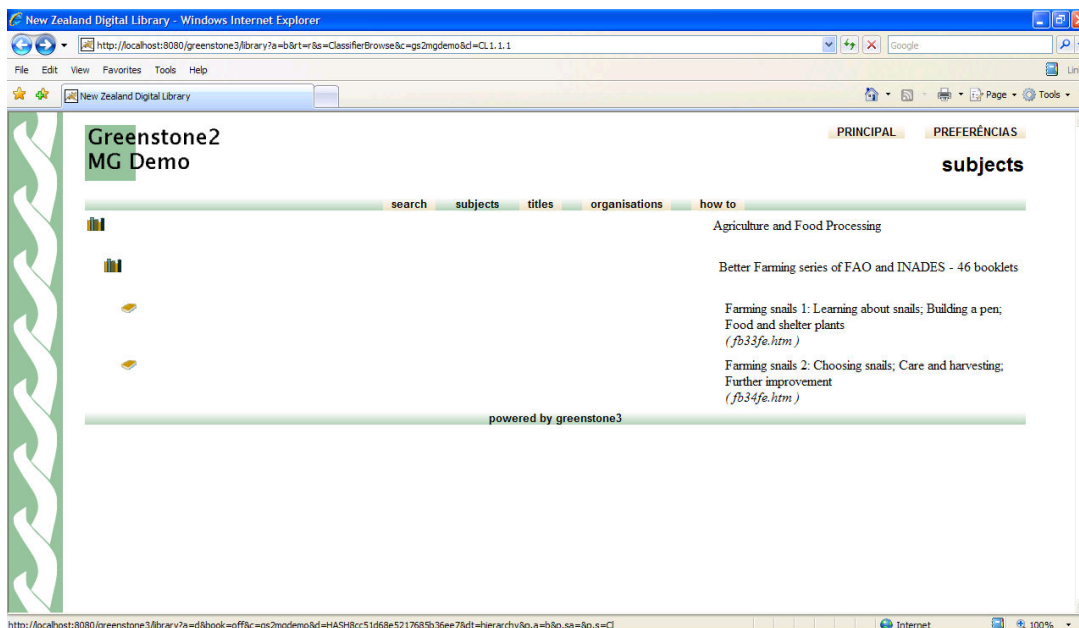 New Zealand Digital Library - Windows Internet Explorer
http://localhost:8080/greenstone3/library?a=b&rt=r&s=ClassifierBrowse&c=gs2mgdemo&cl=CL1.1.1
Google
File Edit View Favorites Tools Help
Lin
New Zealand Digital Library
Page
Tools
Greenstone2
MG Demo
PRINCIPAL PREFERÊNCIAS
subjects
search subjects titles organisations how to
Agriculture and Food Processing
Better Farming series of FAO and INADES - 46 booklets
Farming snails 1: Learning about snails; Building a pen;
Food and shelter plants
( fb33fe.htm )
Farming snails 2: Choosing snails; Care and harvesting;
Further improvement
( fb34fe.htm )
powered by greenstone3
http://localhost:8080/greenstone3/library?a=d&book=off&c=gs2mgdemo&d=HASH8cc51d68e5217685b36ee7&dt=hierarchy&p.a=b&p.sa=&p.s=Cl
Internet
100%